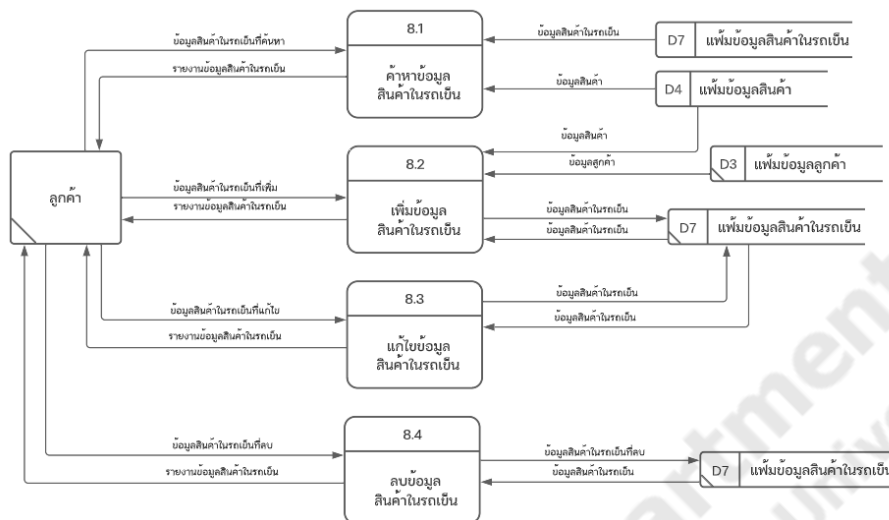 8.1
ข้อมูลสินค้าในรถเข็นที่ค้นหา
ข้อมูลสินค้าในรถเข็น
D7
แฟ้มข้อมูลสินค้าในรถเข็น
รายงานข้อมูลสินค้าในรถเข็น
ค้าหาข้อมูล
สินค้าในรถเข็น
ข้อมูลสินค้า
D4
แฟ้มข้อมูลสินค้า
ข้อมูลสินค้า
8.2
ข้อมูลลูกค้า
D3
แฟ้มข้อมูลลูกค้า
ลูกค้า
ข้อมูลสินค้าในรถเข็นที่เพิ่ม
รายงานข้อมูลสินค้าในรถเข็น
เพิ่มข้อมูล
สินค้าในรถเข็น
ข้อมูลสินค้าในรถเข็น
ข้อมูลสินค้าในรถเข็น
D7
แฟ้มข้อมูลสินค้าในรถเข็น
8.3
ข้อมูลสินค้าในรถเข็นที่แก้ไข
รายงานข้อมูลสินค้าในรถเข็น
แก้ไขข้อมูล
สินค้าในรถเข็น
ข้อมูลสินค้าในรถเข็น
ข้อมูลสินค้าในรถเข็น
8.4
ข้อมูลสินค้าในรถเข็นที่ลบ
รายงานข้อมูลสินค้าในรถเข็น
ลบข้อมูล
สินค้าในรถเข็น
ข้อมูลสินค้าในรถเข็นที่ลบ
ข้อมูลสินค้าในรถเข็น
D7
แฟ้มข้อมูลสินค้าในรถเข็น